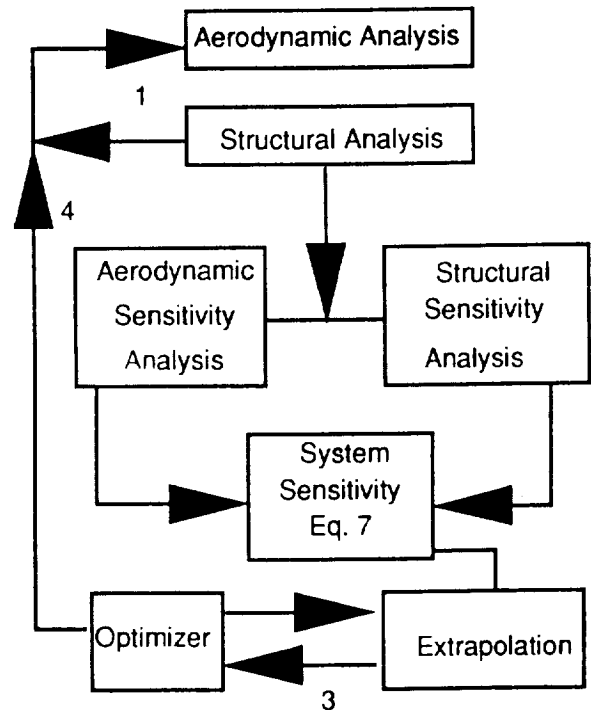 Aerodynamic Analysis
1
Structural Analysis
4
Aerodynamic
Sensitivity
Analysis
Structural
Sensitivity
Analysis
System
Sensitivity
Eq. 7
Optimizer
Extrapolation
3